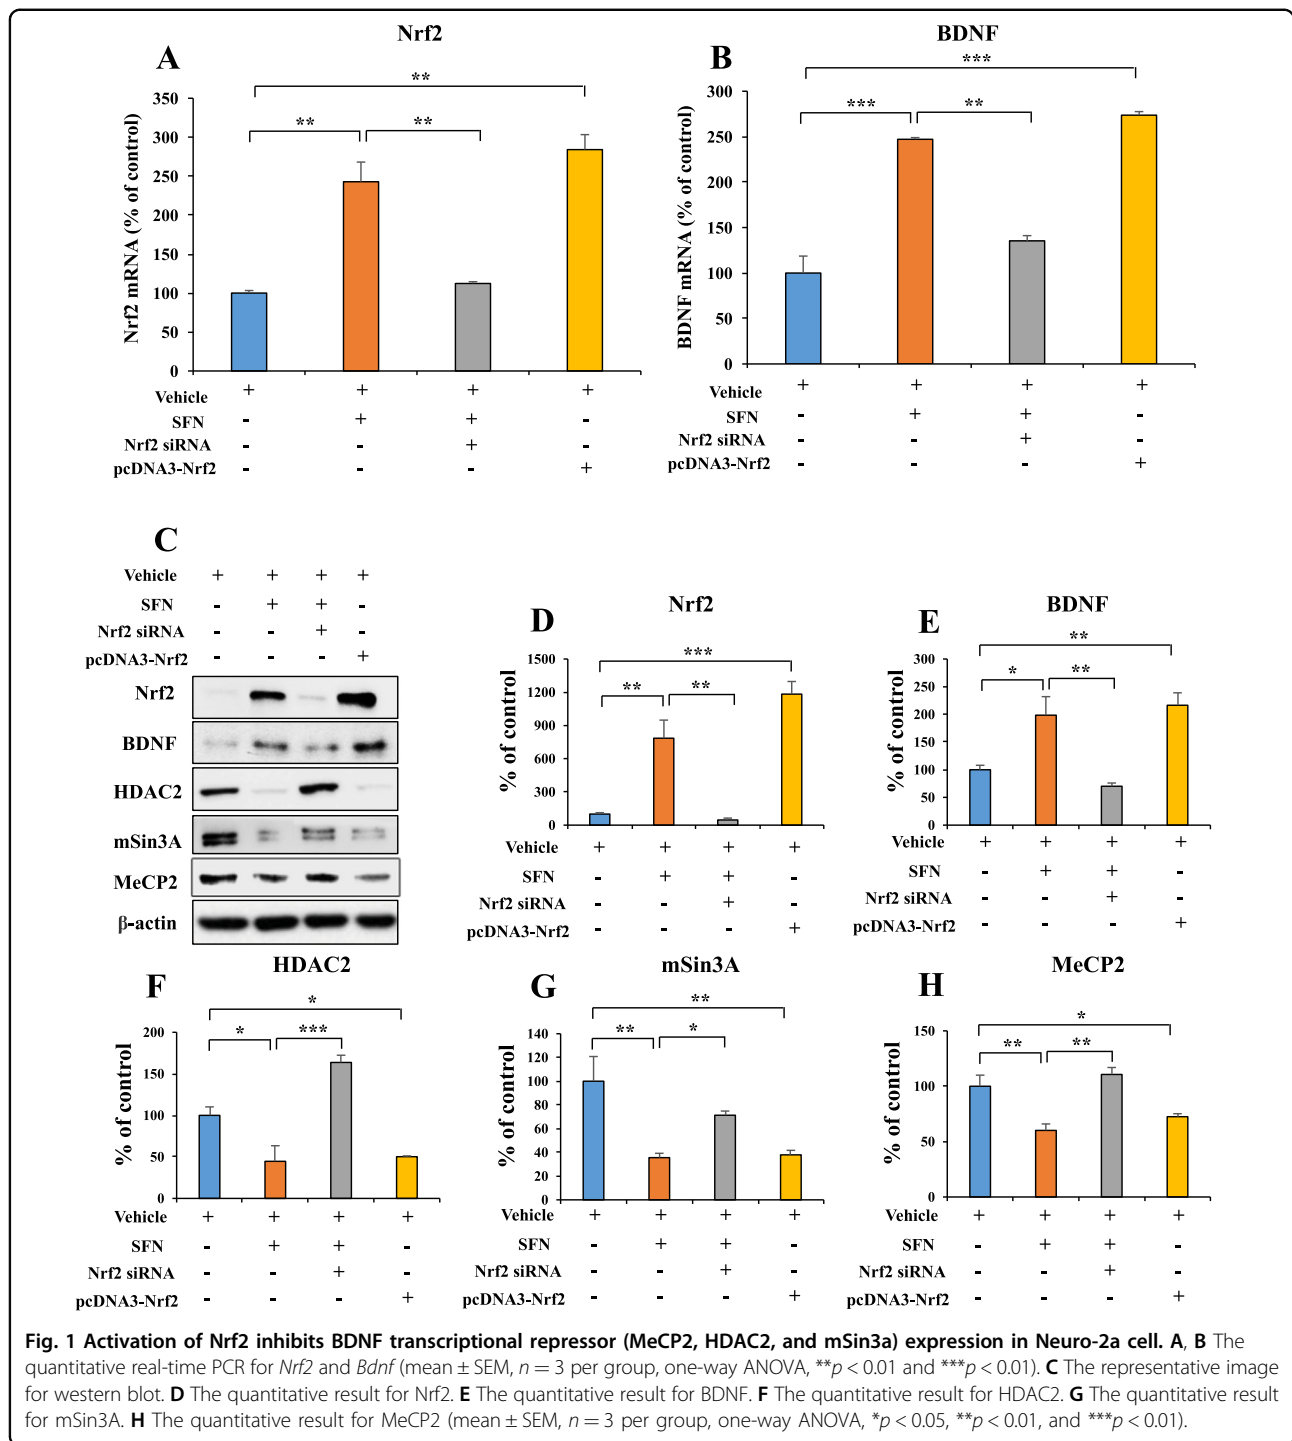 A
Nrf2
**
**
**
Nrf2 mRNA (% of control)
350
300
250
200
150
100
50
0
Vehicle + + + +
SFN - + + -
Nrf2 siRNA - - + -
pcDNA3-Nrf2 - - - +
B
BDNF
***
***
**
BDNF mRNA (% of control)
300
250
200
150
100
50
0
Vehicle + + + +
SFN - + + -
Nrf2 siRNA - - + -
pcDNA3-Nrf2 - - - +
C
Vehicle + + + +
SFN - + + -
Nrf2 siRNA - - + -
pcDNA3-Nrf2 - - - +
Nrf2
BDNF
HDAC2
mSin3A
MeCP2
β-actin
D
Nrf2
***
**
**
% of control
1500
1200
900
600
300
0
Vehicle + + + +
SFN - + + -
Nrf2 siRNA - - + -
pcDNA3-Nrf2 - - - +
E
BDNF
**
*
**
% of control
300
250
200
150
100
50
0
Vehicle + + + +
SFN - + + -
Nrf2 siRNA - - + -
pcDNA3-Nrf2 - - - +
F
HDAC2
*
*
***
% of control
200
150
100
50
0
Vehicle + + + +
SFN - + + -
Nrf2 siRNA - - + -
pcDNA3-Nrf2 - - - +
G
mSin3A
**
**
*
% of control
140
120
100
80
60
40
20
0
Vehicle + + + +
SFN - + + -
Nrf2 siRNA - - + -
pcDNA3-Nrf2 - - - +
H
MeCP2
*
**
**
% of control
150
100
50
0
Vehicle + + + +
SFN - + + -
Nrf2 siRNA - - + -
pcDNA3-Nrf2 - - - +
Fig. 1 Activation of Nrf2 inhibits BDNF transcriptional repressor (MeCP2, HDAC2, and mSin3a) expression in Neuro-2a cell. A, B The
quantitative real-time PCR for Nrf2 and Bdnf (mean ± SEM, n = 3 per group, one-way ANOVA, **p < 0.01 and ***p < 0.01). C The representative image
for western blot. D The quantitative result for Nrf2. E The quantitative result for BDNF. F The quantitative result for HDAC2. G The quantitative result
for mSin3A. H The quantitative result for MeCP2 (mean ± SEM, n = 3 per group, one-way ANOVA, *p < 0.05, **p < 0.01, and ***p < 0.01).